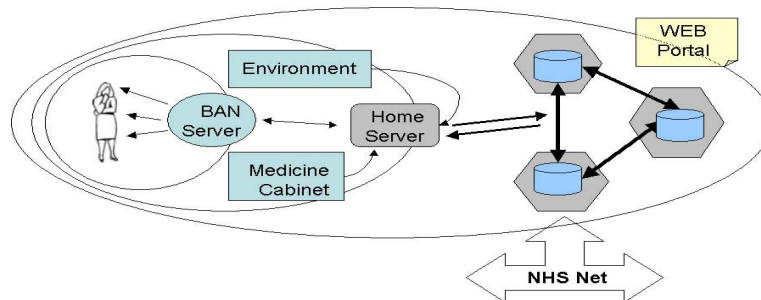 WEB
Portal
Environment
BAN
Server
Home
Server
Medicine
Cabinet
NHS Net